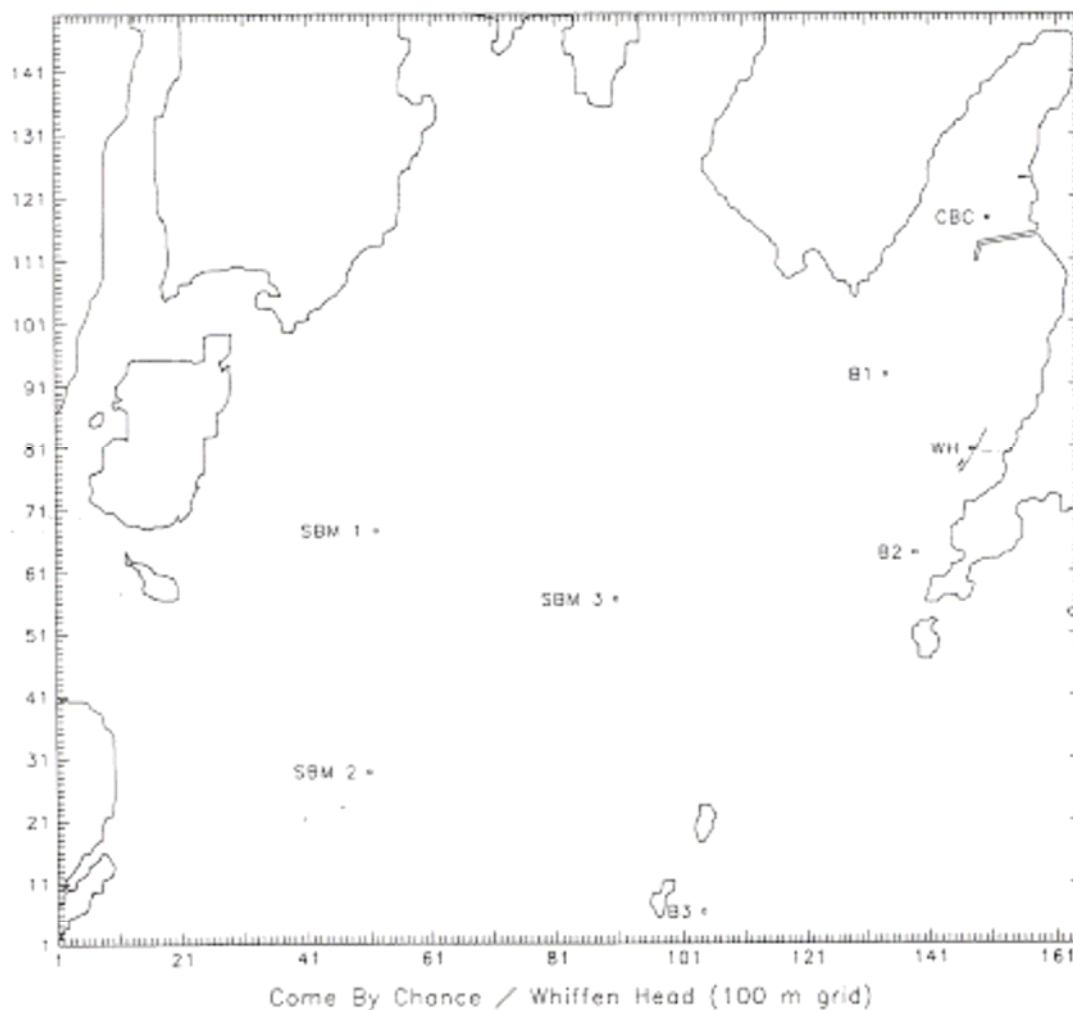 141
131
121
CBC
111
101
91
B1
81
WH
71
SBM 1
B2
61
SBM 3
51
41
31
SBM 2
21
11
B3
1
1 21 41 61 81 101 121 141 161
Come By Chance / Whiffen Head (100 m grid)